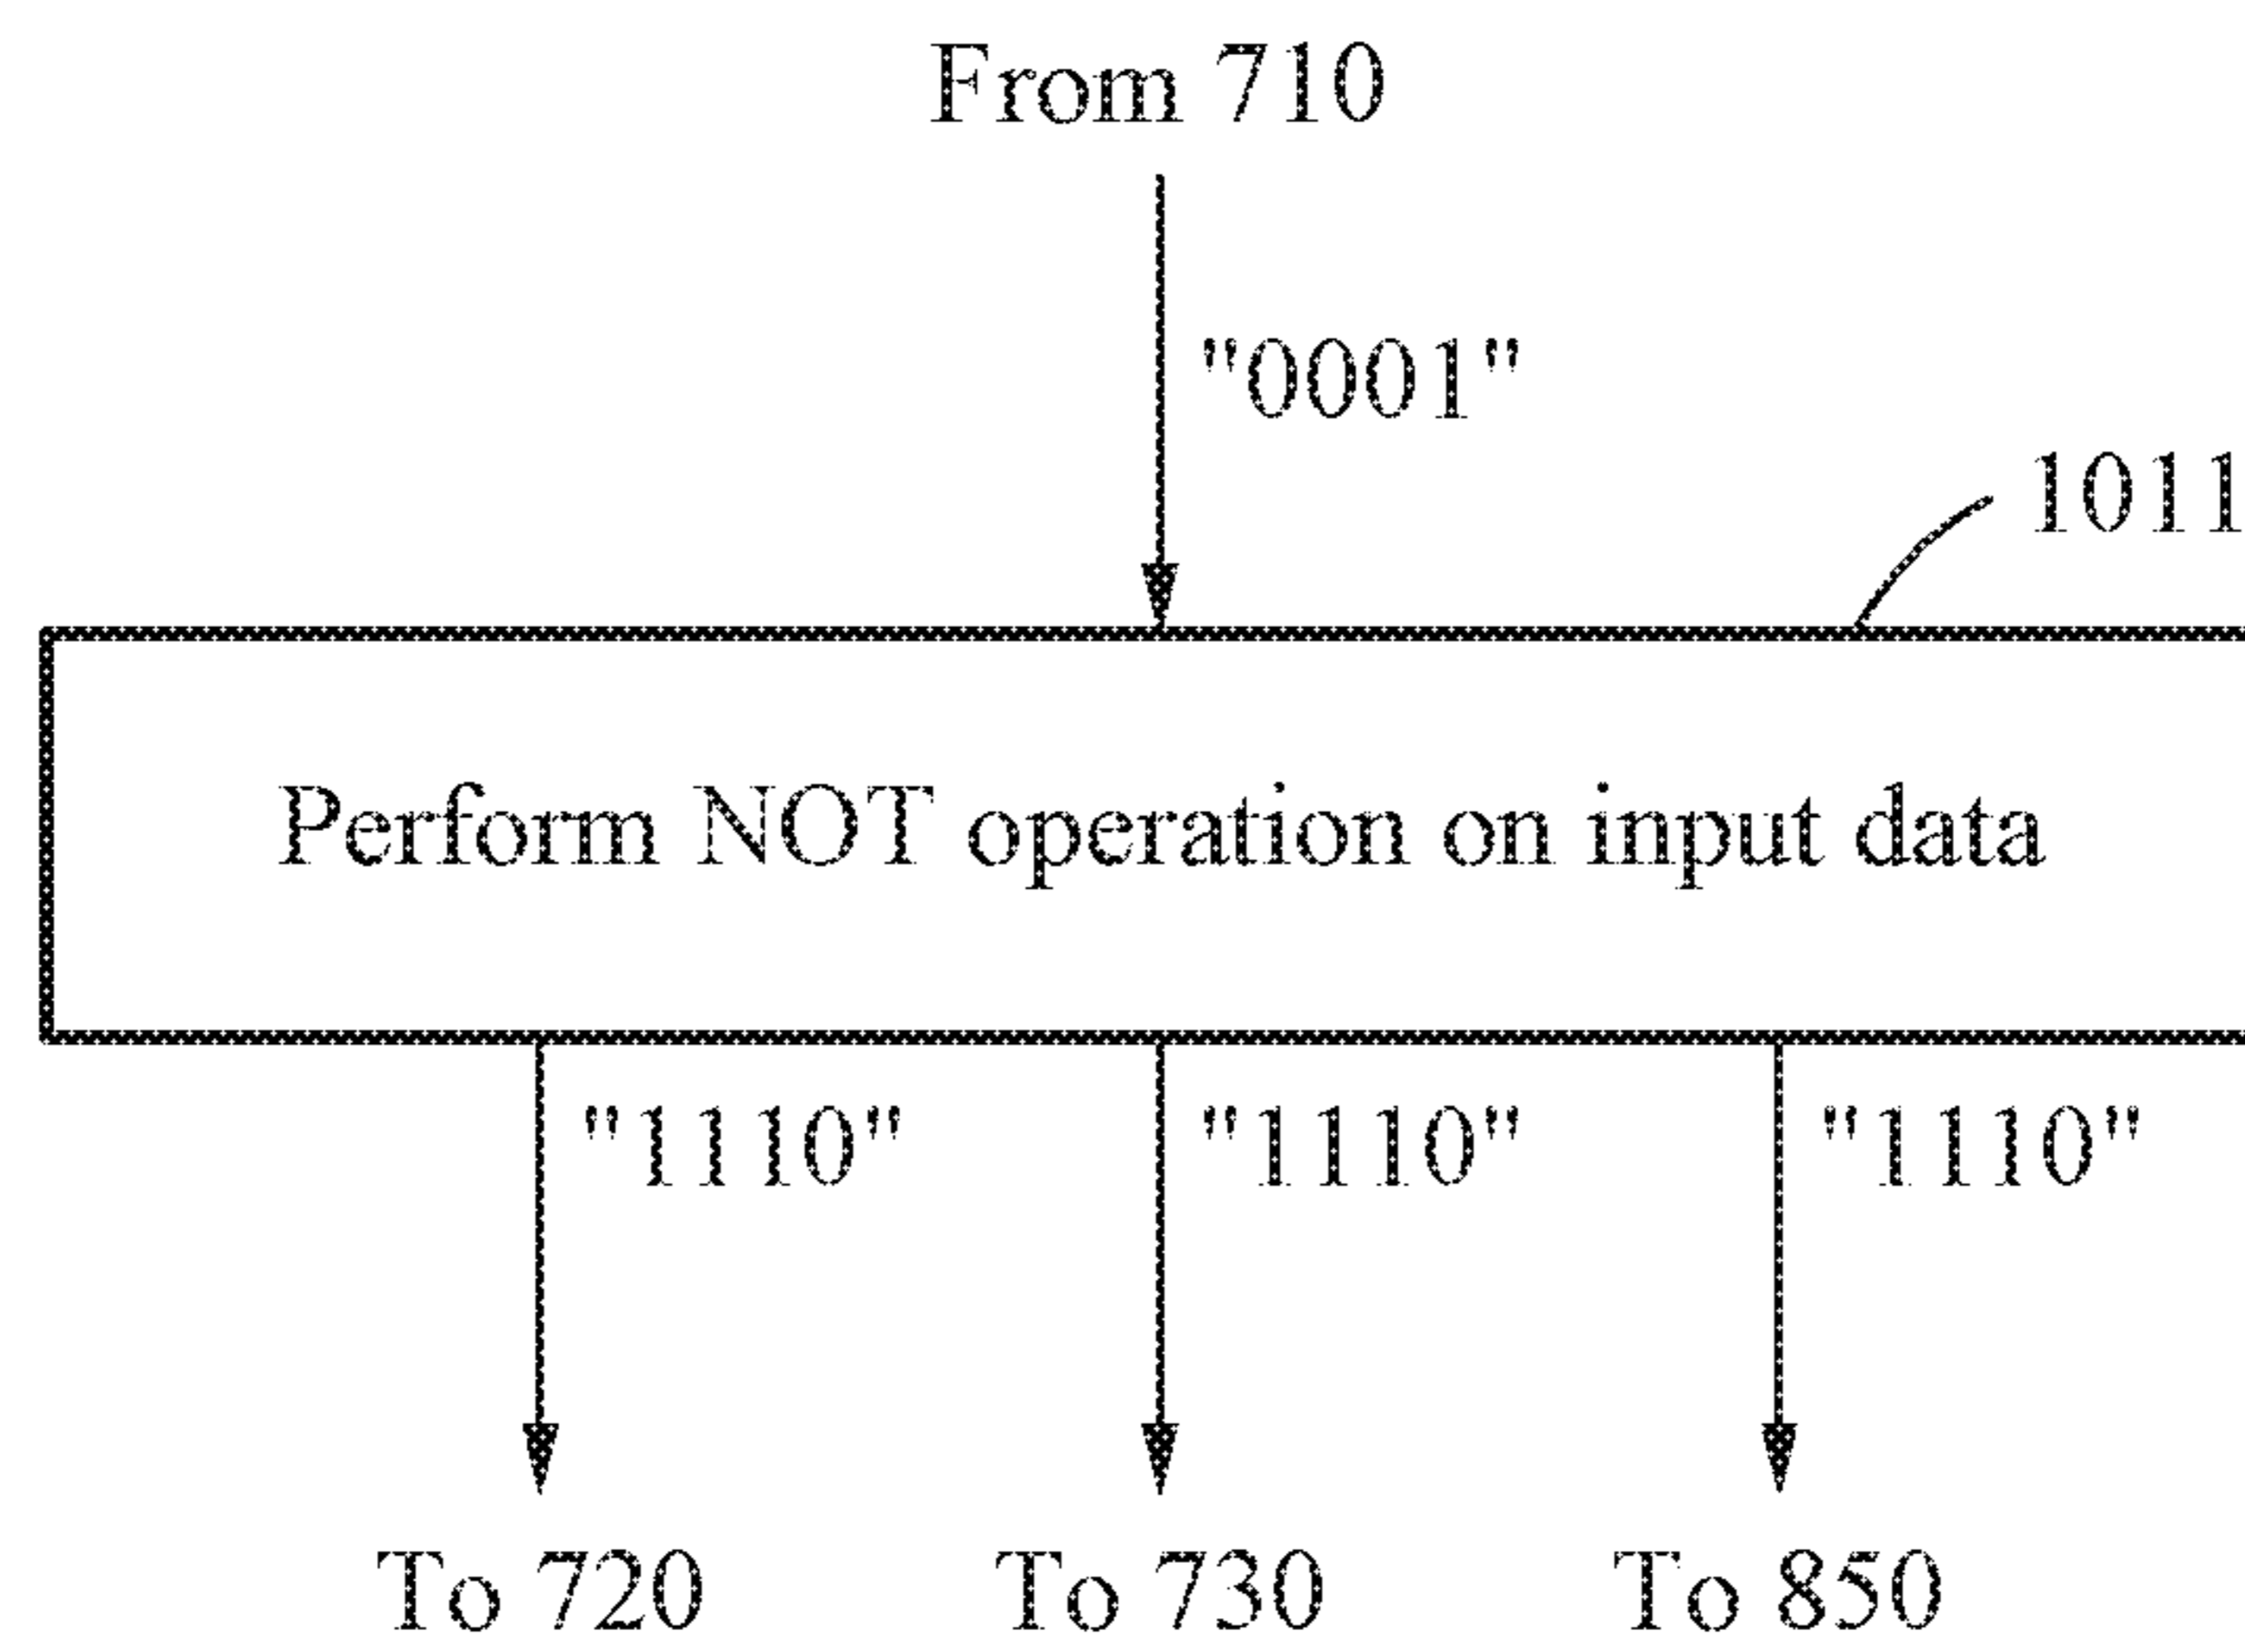 From 710
"0001"
1011
Perform NOT operation on input data
"1110" "1110" "1110"
To 720 To 730 To 850